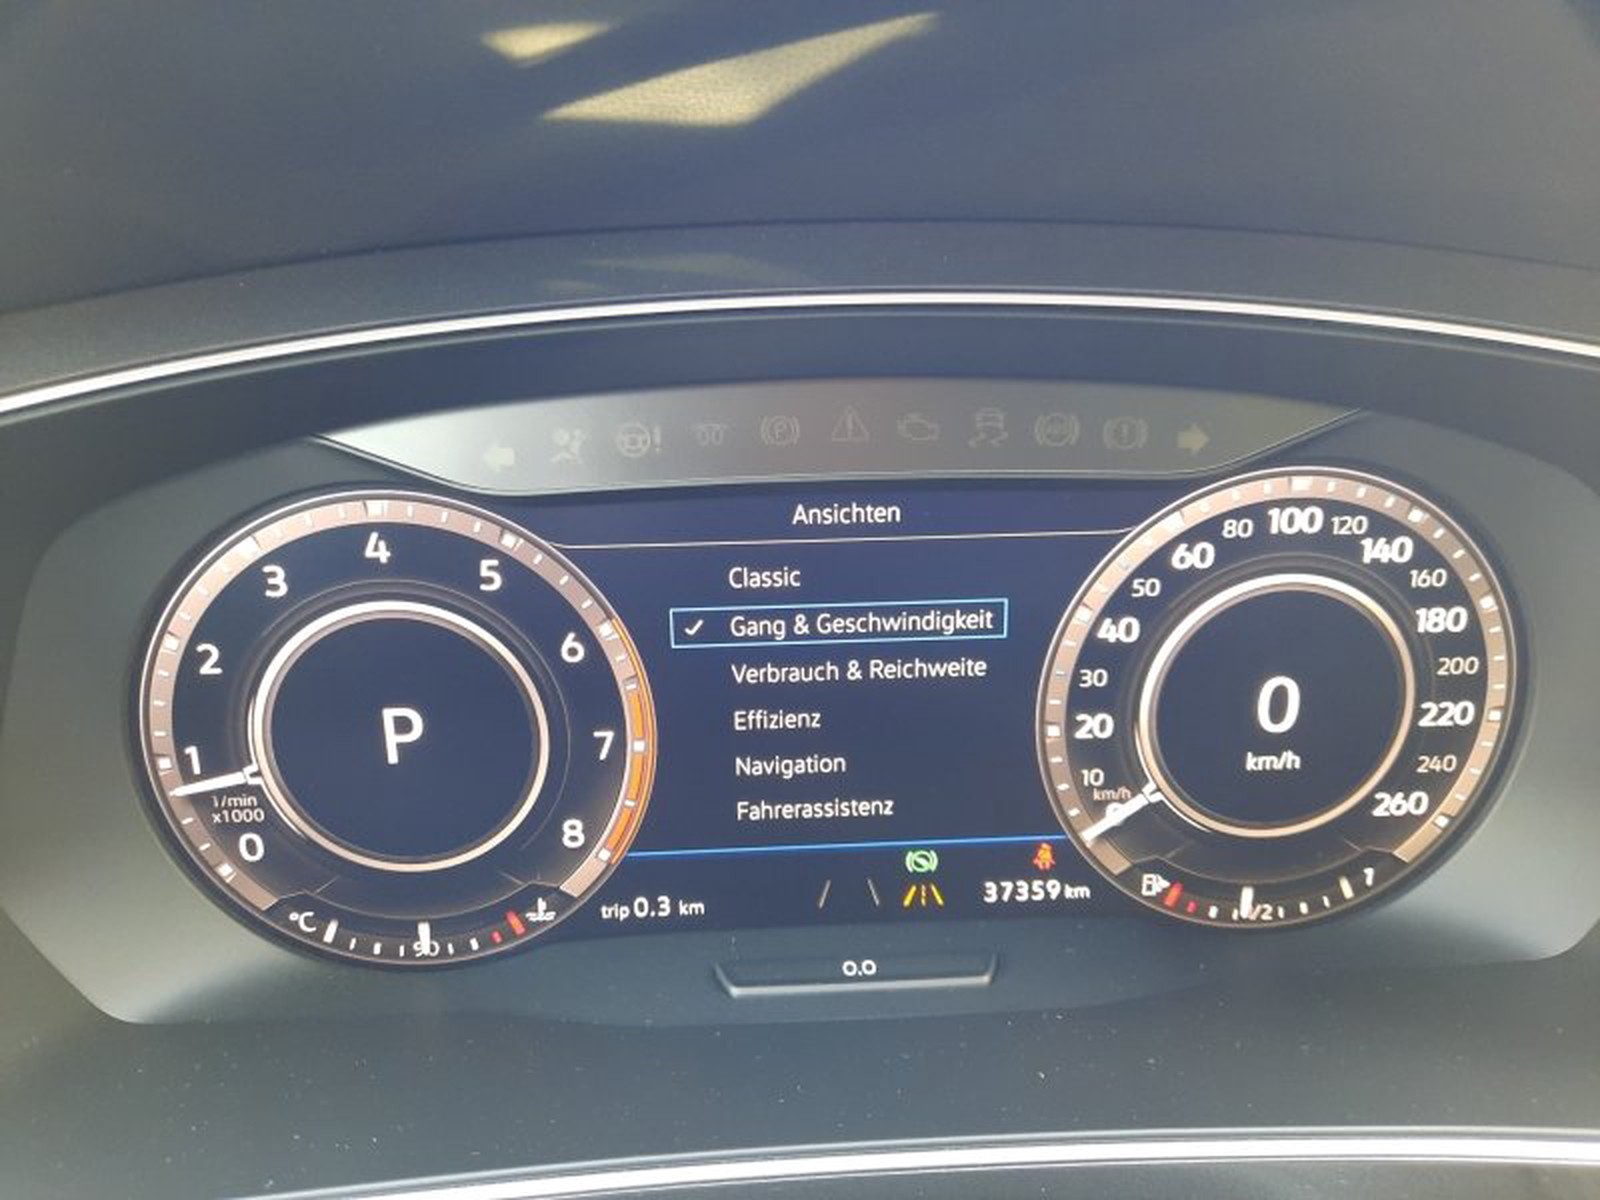 Ansichten
Classic
Gang & Geschwindigkeit
Verbrauch & Reichweite
Effizienz
Navigation
Fahrerassistenz
0
1
2
3
4
5
6
7
8
1/min
x1000
P
°C
90
trip 0.3 km
37359 km
0.0
km/h
0
10
20
30
40
50
60
80
100
120
140
160
180
200
220
240
260
0
km/h
1/2
1